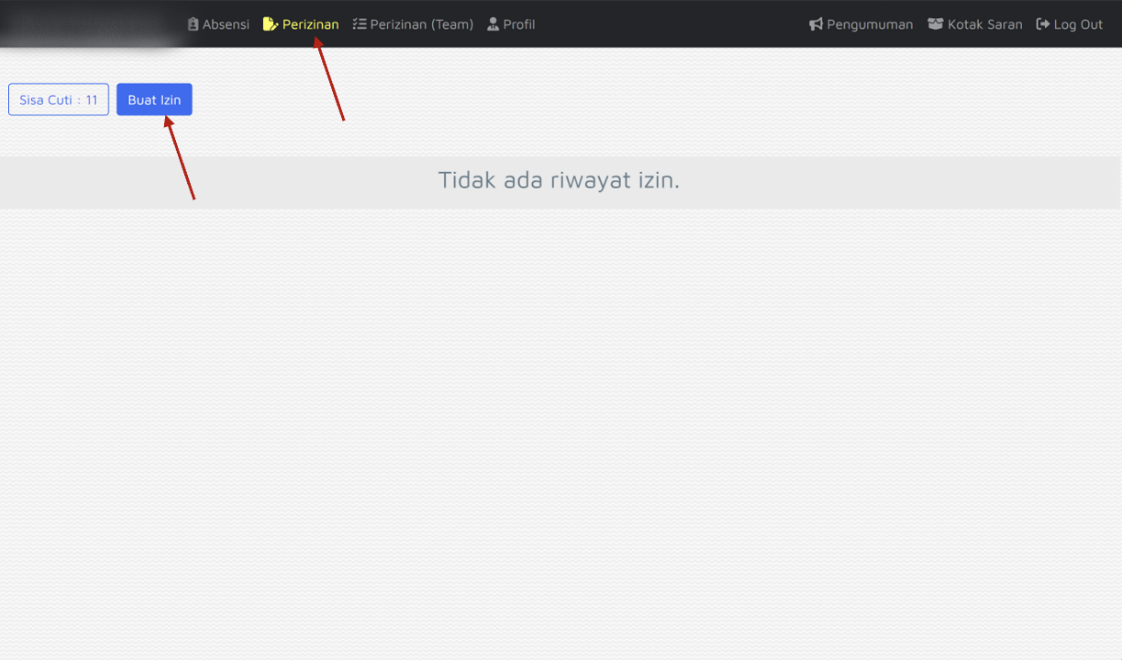 Absensi Perizinan Perizinan (Team) Profil Pengumuman Kotak Saran Log Out
Sisa Cuti : 11 Buat Izin
Tidak ada riwayat izin.